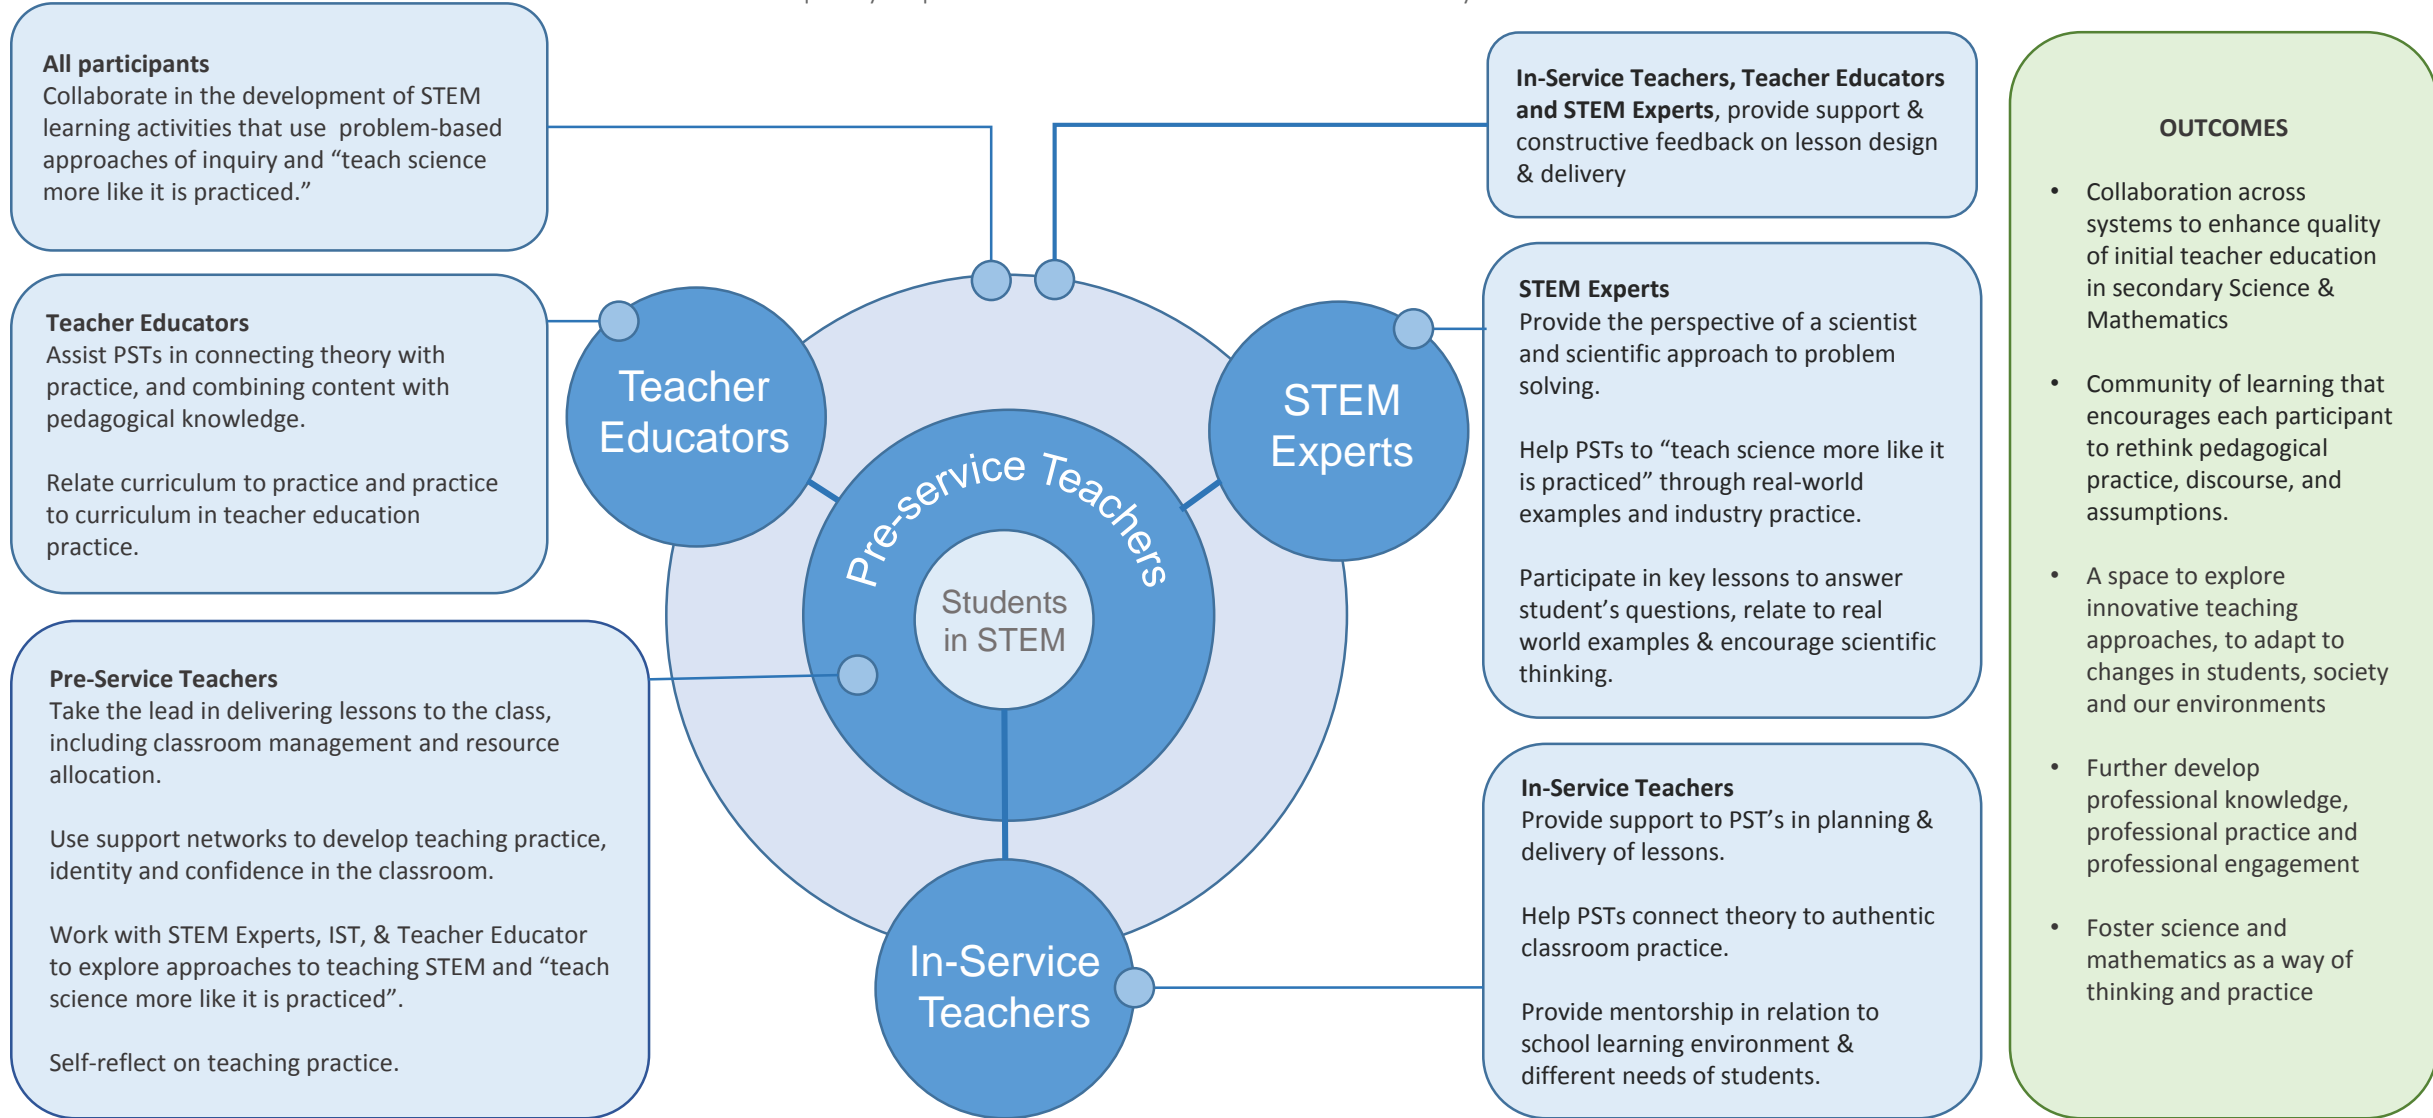 All participants
Collaborate in the development of STEM
learning activities that use  problem-based
approaches of inquiry and “teach science
more like it is practiced.”
Teacher Educators
Assist PSTs in connecting theory with
practice, and combining content with
pedagogical knowledge.
Relate curriculum to practice and practice
to curriculum in teacher education
practice.
Pre-Service Teachers
Take the lead in delivering lessons to the class,
including classroom management and resource
allocation.
Use support networks to develop teaching practice,
identity and confidence in the classroom.
Work with STEM Experts, IST, & Teacher Educator
to explore approaches to teaching STEM and “teach
science more like it is practiced”.
Self-reflect on teaching practice.
Teacher
Educators
STEM
Experts
Pre-service Teachers
Students
in STEM
In-Service
Teachers
In-Service Teachers, Teacher Educators
and STEM Experts, provide support &
constructive feedback on lesson design
& delivery
STEM Experts
Provide the perspective of a scientist
and scientific approach to problem
solving.
Help PSTs to “teach science more like it
is practiced” through real-world
examples and industry practice.
Participate in key lessons to answer
student’s questions, relate to real
world examples & encourage scientific
thinking.
In-Service Teachers
Provide support to PST’s in planning &
delivery of lessons.
Help PSTs connect theory to authentic
classroom practice.
Provide mentorship in relation to
school learning environment &
different needs of students.
OUTCOMES
• Collaboration across
systems to enhance quality
of initial teacher education
in secondary Science &
Mathematics
• Community of learning that
encourages each participant
to rethink pedagogical
practice, discourse, and
assumptions.
• A space to explore
innovative teaching
approaches, to adapt to
changes in students, society
and our environments
• Further develop
professional knowledge,
professional practice and
professional engagement
• Foster science and
mathematics as a way of
thinking and practice